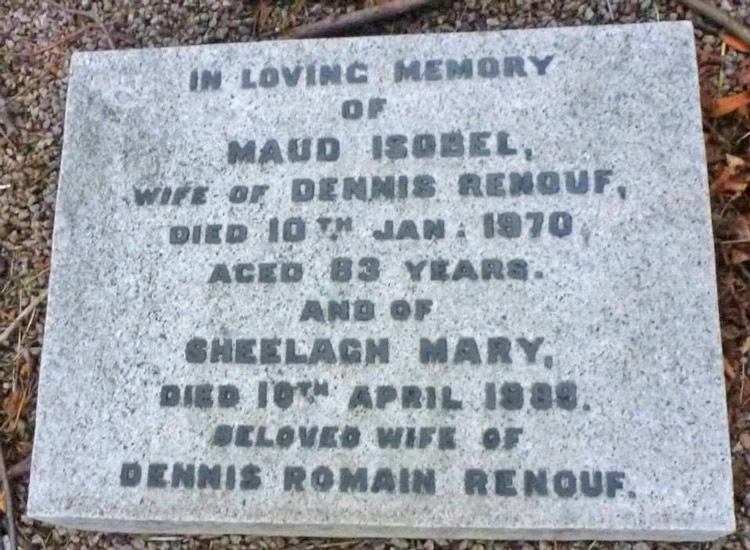 IN LOVING MEMORY
OF
MAUD ISOBEL,
WIFE OF DENNIS RENOUF,
DIED 10TH JAN. 1970,
AGED 83 YEARS.
AND OF
SHEELAGH MARY,
DIED 10TH APRIL
BELOVED WIFE OF
DENNIS ROMAIN RENOUF.